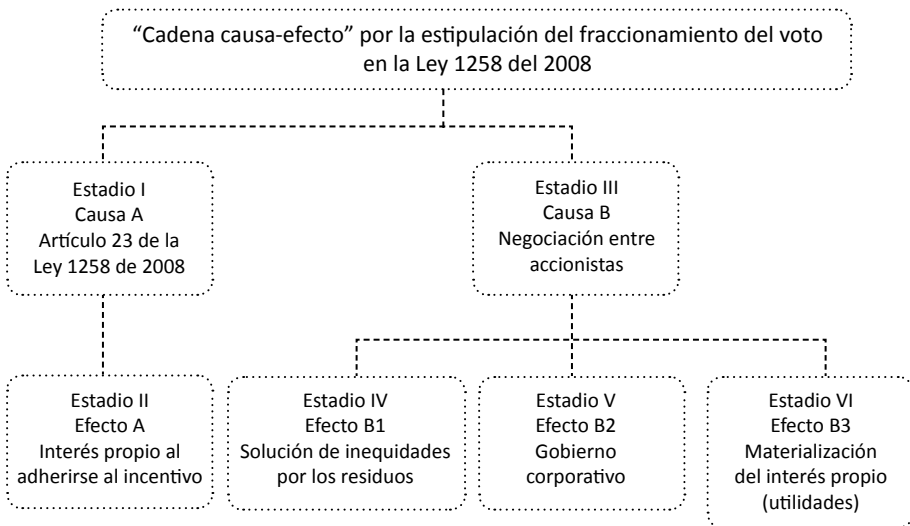 “Cadena causa-efecto” por la estipulación del fraccionamiento del voto
en la Ley 1258 del 2008
Estadio I
Causa A
Artículo 23 de la
Ley 1258 de 2008
Estadio III
Causa B
Negociación entre
accionistas
Estadio II
Efecto A
Interés propio al
adherirse al incentivo
Estadio IV
Efecto B1
Solución de inequidades
por los residuos
Estadio V
Efecto B2
Gobierno
corporativo
Estadio VI
Efecto B3
Materialización
del interés propio
(utilidades)